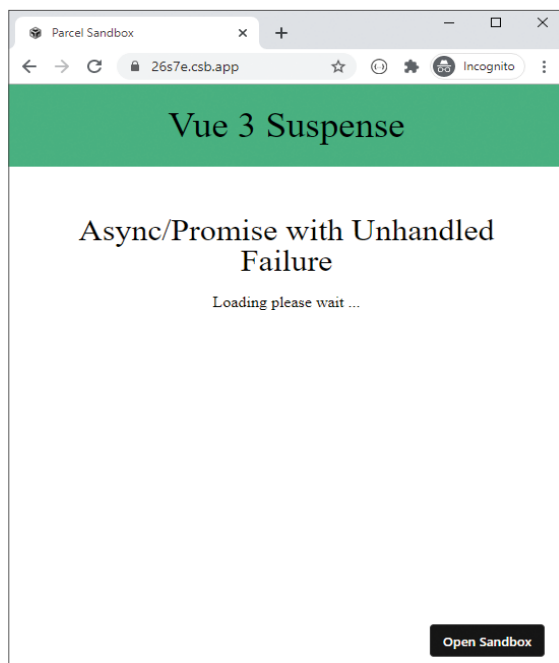 Parcel Sandbox
26s7e.csb.app
Incognito
Vue 3 Suspense
Async/Promise with Unhandled
Failure
Loading please wait ...
Open Sandbox